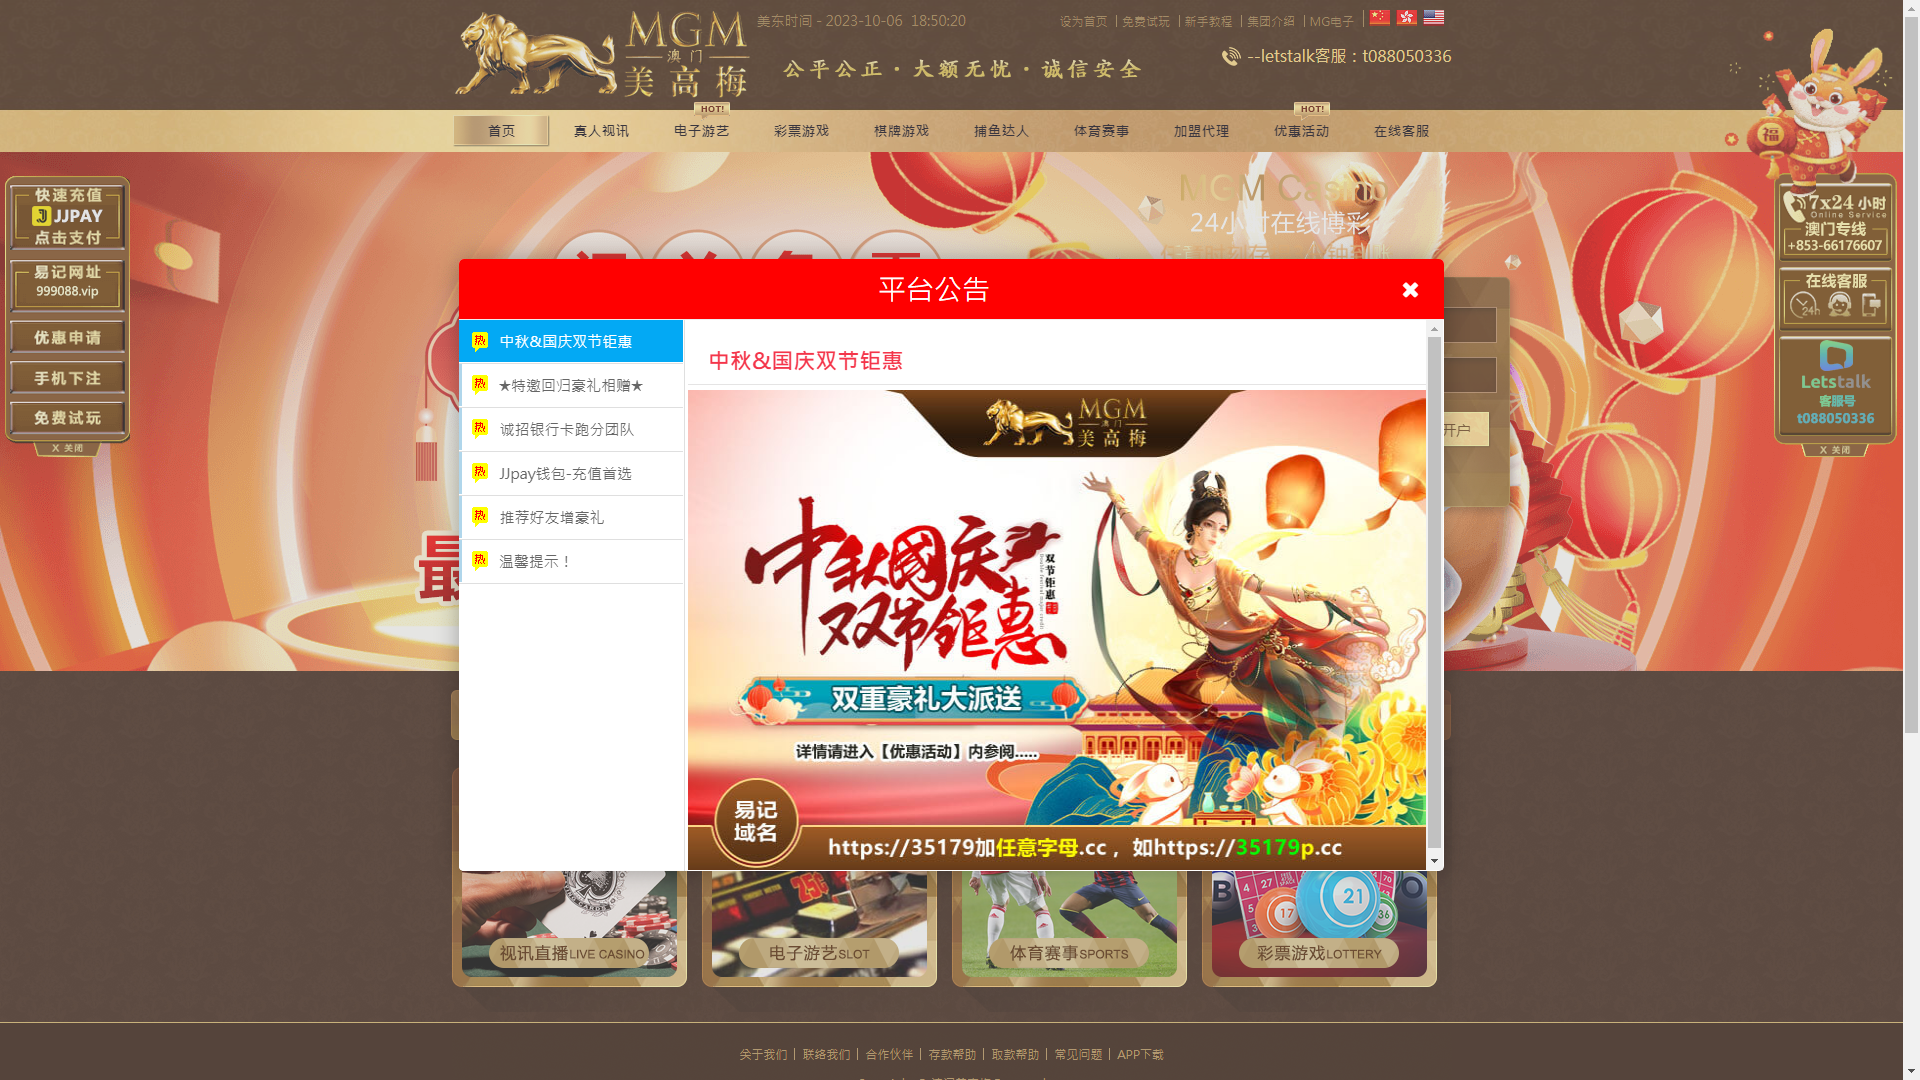 MGM
澳门
美高梅
美东时间 - 2023-10-06 18:50:20
设为首页 | 免费试玩 | 新手教程 | 集团介紹 | MG电子
公平公正·大额无忧·诚信安全
--letstalk客服：t088050336
首页
真人视讯
HOT!
电子游艺
彩票游戏
棋牌游戏
捕鱼达人
体育赛事
加盟代理
HOT!
优惠活动
在线客服
福
快速充值
JJPAY
点击支付
易记网址
999088.vip
优惠申请
手机下注
免费试玩
X 关闭
MGM Casino
24小时在线博彩
7x24小时
Online Service
澳门专线
+853-66176607
在线客服
24h
Letstalk
客服号
t088050336
X 关闭
开户
平台公告
热 中秋&国庆双节钜惠
热 ★特邀回归豪礼相赠★
热 诚招银行卡跑分团队
热 JJpay钱包-充值首选
热 推荐好友增豪礼
热 温馨提示！
中秋&国庆双节钜惠
MGM
澳门
美高梅
中秋国庆
双节钜惠
双节钜惠
双重豪礼大派送
详情请进入【优惠活动】内参阅.....
易记
域名
https://35179加任意字母.cc ，如https://35179p.cc
最
视讯直播LIVE CASINO
电子游艺SLOT
体育赛事SPORTS
彩票游戏LOTTERY
关于我们 | 联络我们 | 合作伙伴 | 存款帮助 | 取款帮助 | 常见问题 | APP下载